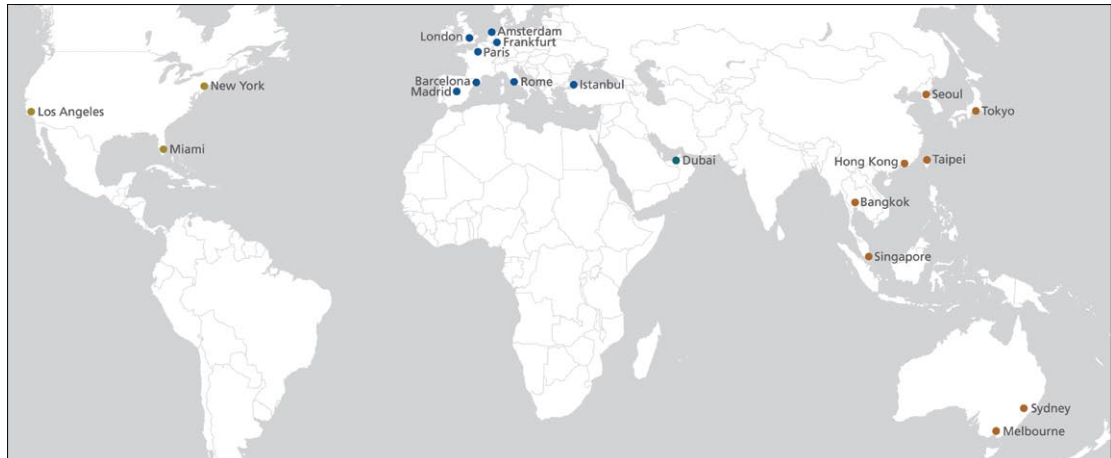 London
Amsterdam
Frankfurt
Paris
Barcelona
Madrid
Rome
Istanbul
New York
Los Angeles
Miami
Seoul
Tokyo
Dubai
Hong Kong
Taipei
Bangkok
Singapore
Sydney
Melbourne